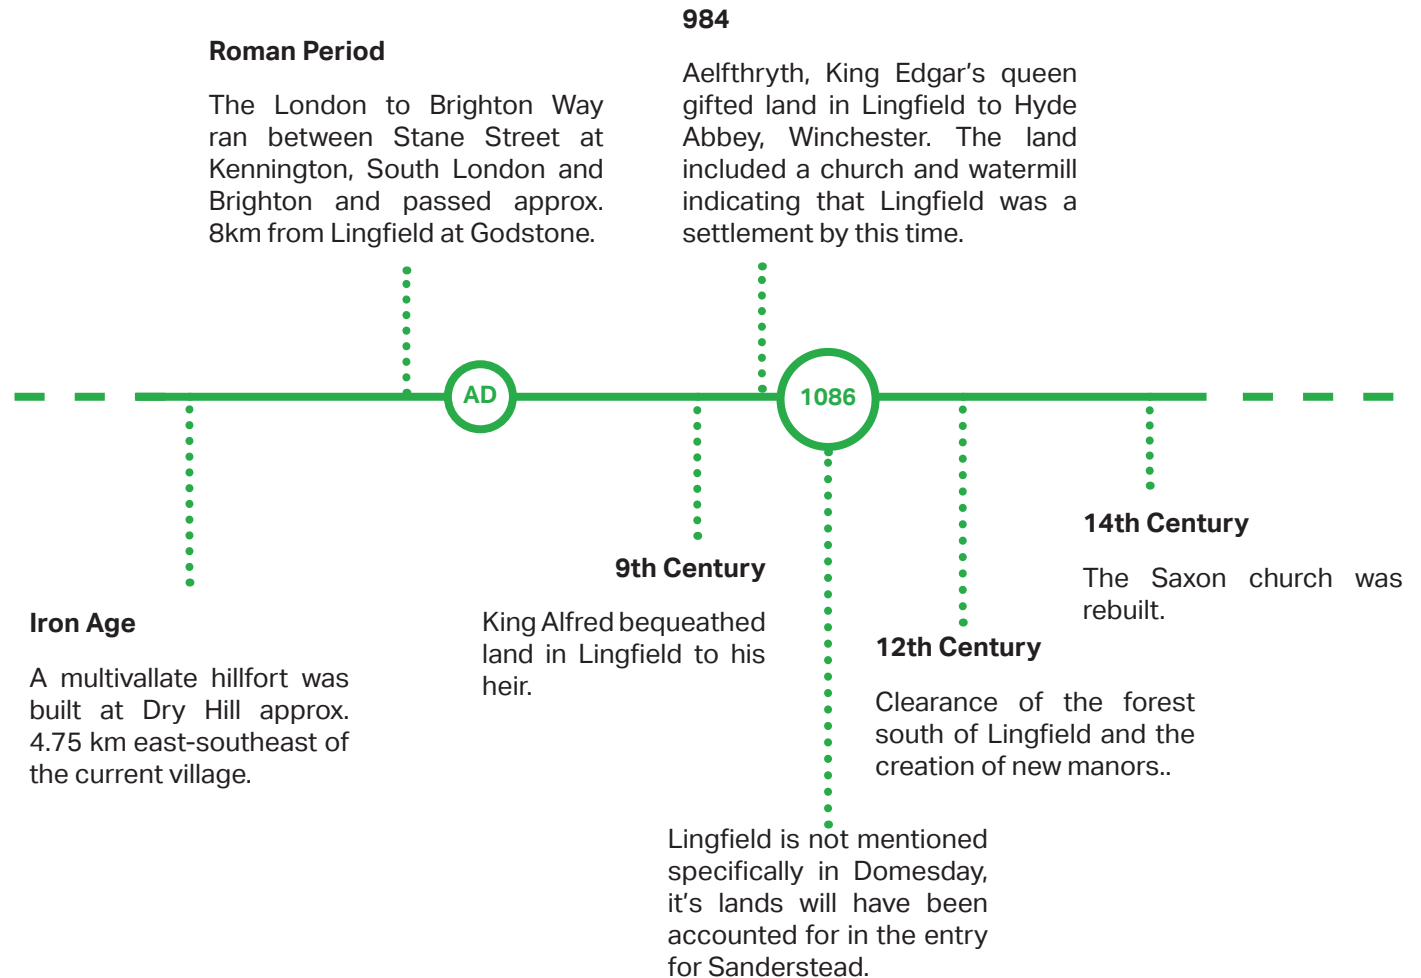 Roman Period
The London to Brighton Way
ran between Stane Street at
Kennington, South London and
Brighton and passed approx.
8km from Lingfield at Godstone.
984
Aelfthryth, King Edgar's queen
gifted land in Lingfield to Hyde
Abbey, Winchester. The land
included a church and watermill
indicating that Lingfield was a
settlement by this time.
AD
1086
Iron Age
A multivallate hillfort was
built at Dry Hill approx.
4.75 km east-southeast of
the current village.
9th Century
King Alfred bequeathed
land in Lingfield to his
heir.
Lingfield is not mentioned
specifically in Domesday,
it's lands will have been
accounted for in the entry
for Sanderstead.
12th Century
Clearance of the forest
south of Lingfield and the
creation of new manors..
14th Century
The Saxon church was
rebuilt.